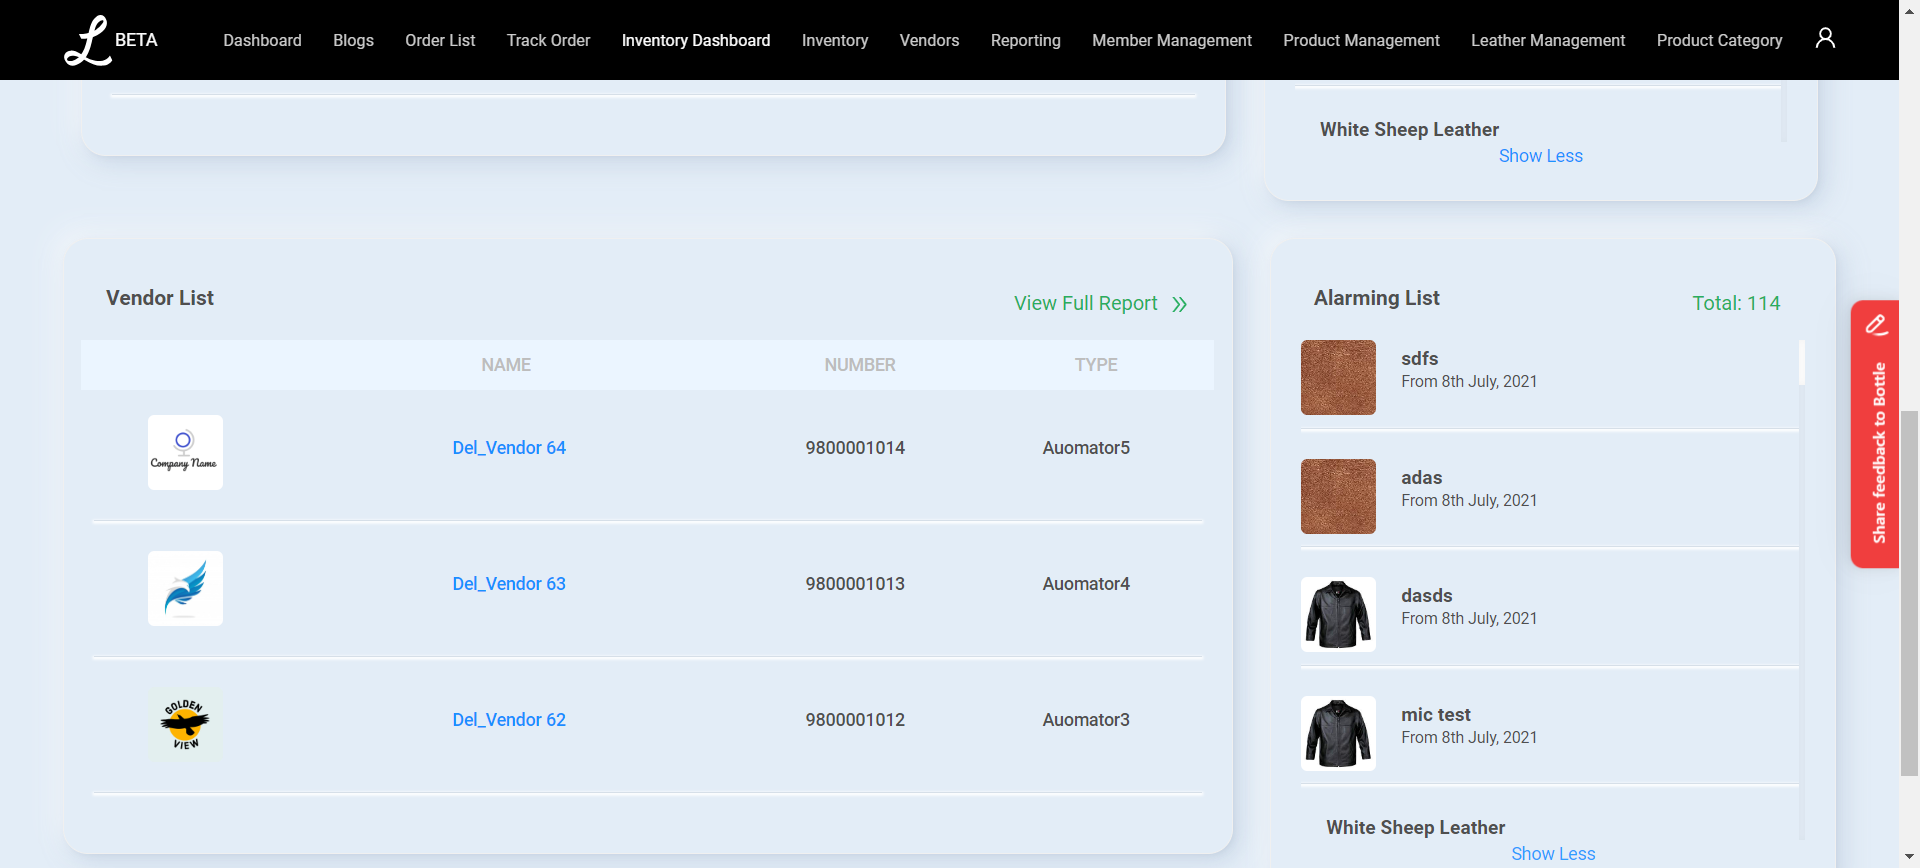 BETA Dashboard Blogs Order List Track Order Inventory Dashboard Inventory Vendors Reporting Member Management Product Management Leather Management Product Category
White Sheep Leather
Show Less
Vendor List
View Full Report
NAME NUMBER TYPE
Company Name
Del_Vendor 64 9800001014 Auomator5
Del_Vendor 63 9800001013 Auomator4
GOLDEN
VIEW
Del_Vendor 62 9800001012 Auomator3
Alarming List
Total: 114
sdfs
From 8th July, 2021
adas
From 8th July, 2021
dasds
From 8th July, 2021
mic test
From 8th July, 2021
White Sheep Leather
Show Less
Share feedback to Bottle